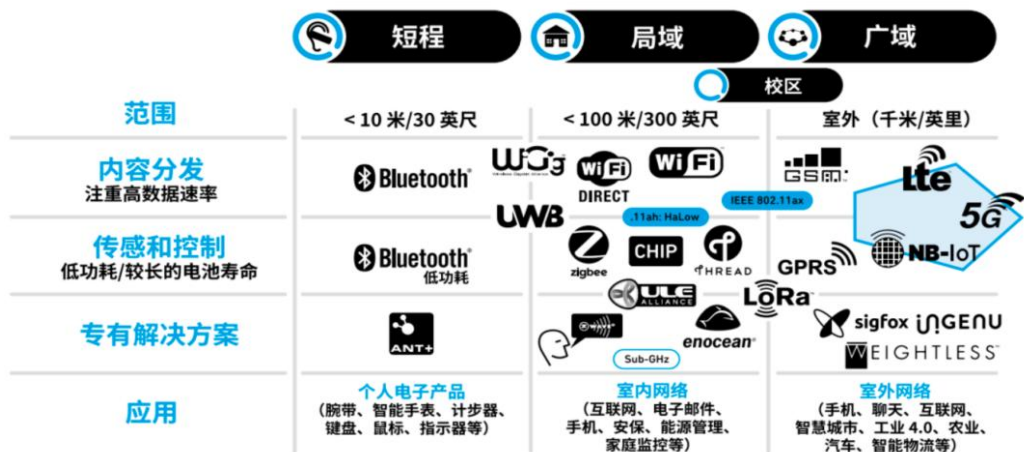 短程
局域
广域
校区
范围
< 10 米/30 英尺
< 100 米/300 英尺
室外（千米/英里）
内容分发
注重高数据速率
Bluetooth
WiGig
WiFi
DIRECT
WiFi
GSM
Lte
IEEE 802.11ax
5G
UWB
.11ah: HaLow
传感和控制
低功耗/较长的电池寿命
Bluetooth
低功耗
zigbee
CHIP
THREAD
GPRS
NB-IoT
ULE
ALLIANCE
LoRa
专有解决方案
ANT+
enocean
Sub-GHz
sigfox
INGENU
WEIGHTLESS
应用
个人电子产品
（腕带、智能手表、计步器、
键盘、鼠标、指示器等）
室内网络
（互联网、电子邮件、
手机、安保、能源管理、
家庭监控等）
室外网络
（手机、聊天、互联网、
智慧城市、工业 4.0、农业、
汽车、智能物流等）